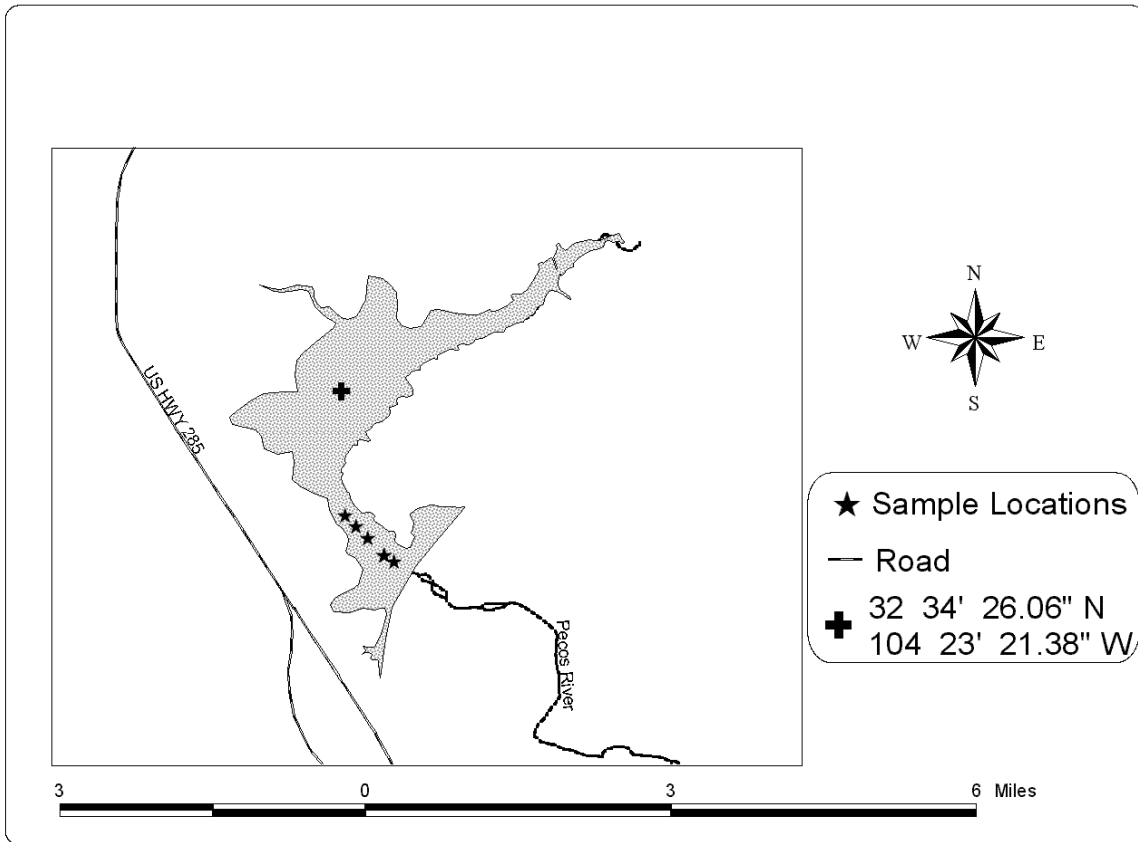 N
W E
S
US HWY 285
Pecos River
Sample Locations
Road
32 34' 26.06" N
104 23' 21.38" W
3 0 3 6 Miles